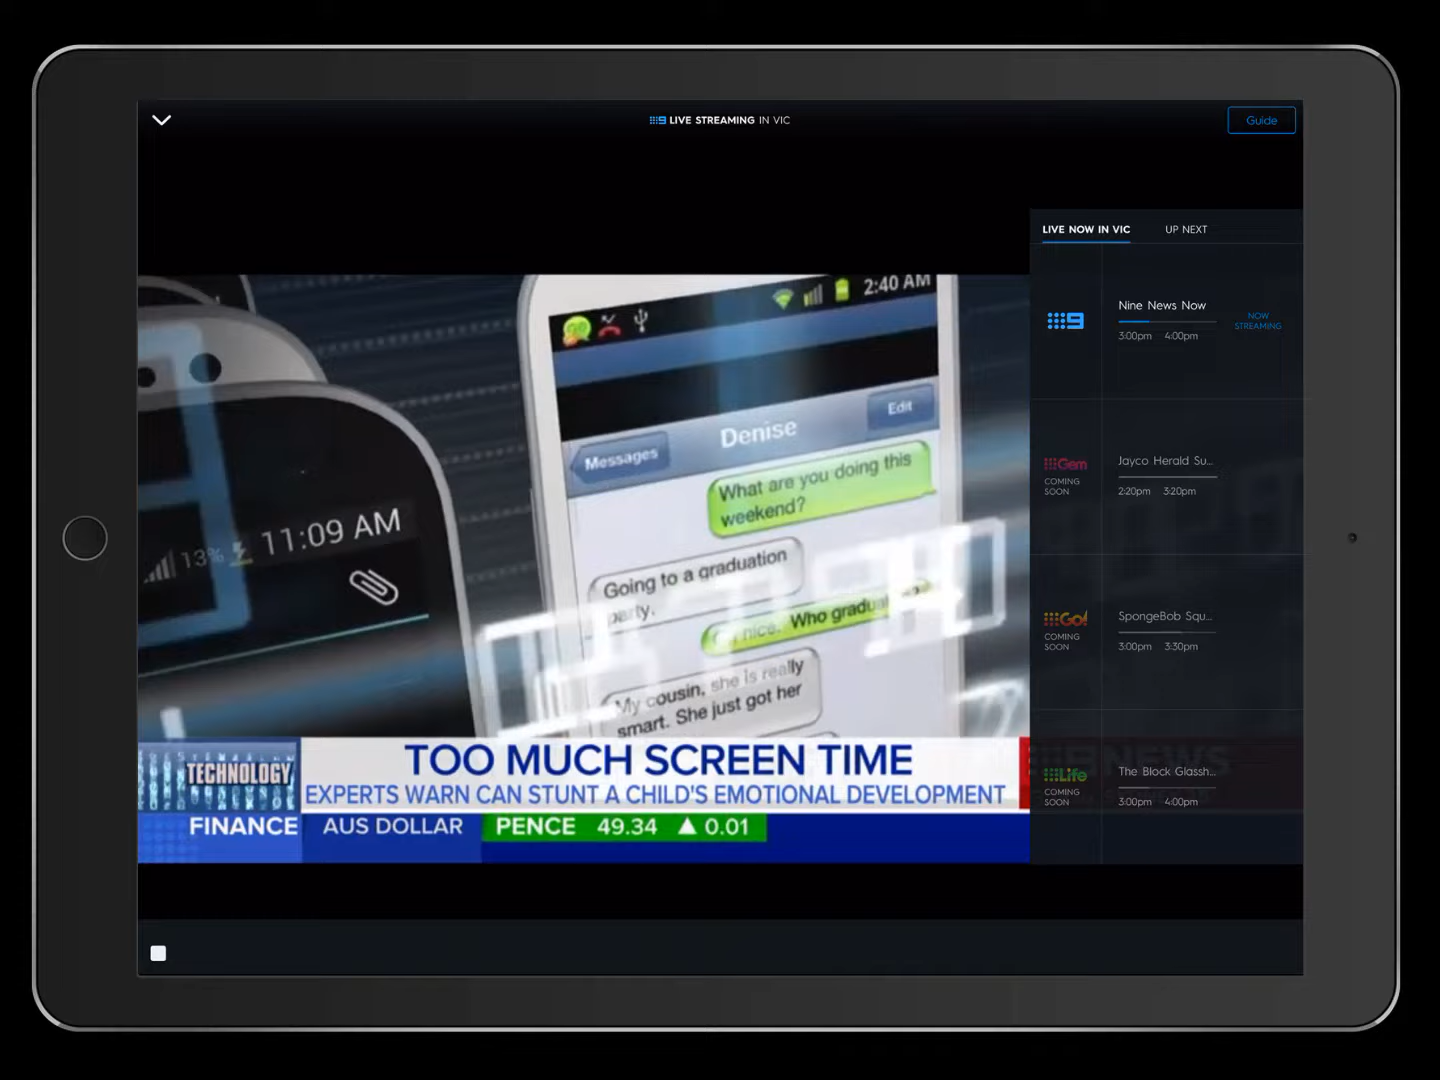 9 LIVE STREAMING IN VIC
Guide
LIVE NOW IN VIC
UP NEXT
9
Nine News Now
3:00pm 4:00pm
NOW
STREAMING
Gem
COMING
SOON
Jayco Herald Su...
2:20pm 3:20pm
Go!
COMING
SOON
SpongeBob Squ...
3:00pm 3:30pm
Life
COMING
SOON
The Block Glassh...
3:00pm 4:00pm
13% 11:09 AM
GO
2:40 AM
Messages
Denise
Edit
What are you doing this
weekend?
Going to a graduation
party.
nice. Who
My cousin, she is really
smart. She just got her
TECHNOLOGY
TOO MUCH SCREEN TIME
EXPERTS WARN CAN STUNT A CHILD'S EMOTIONAL DEVELOPMENT
NEWS
FINANCE
AUS DOLLAR
PENCE 49.34 ▲ 0.01